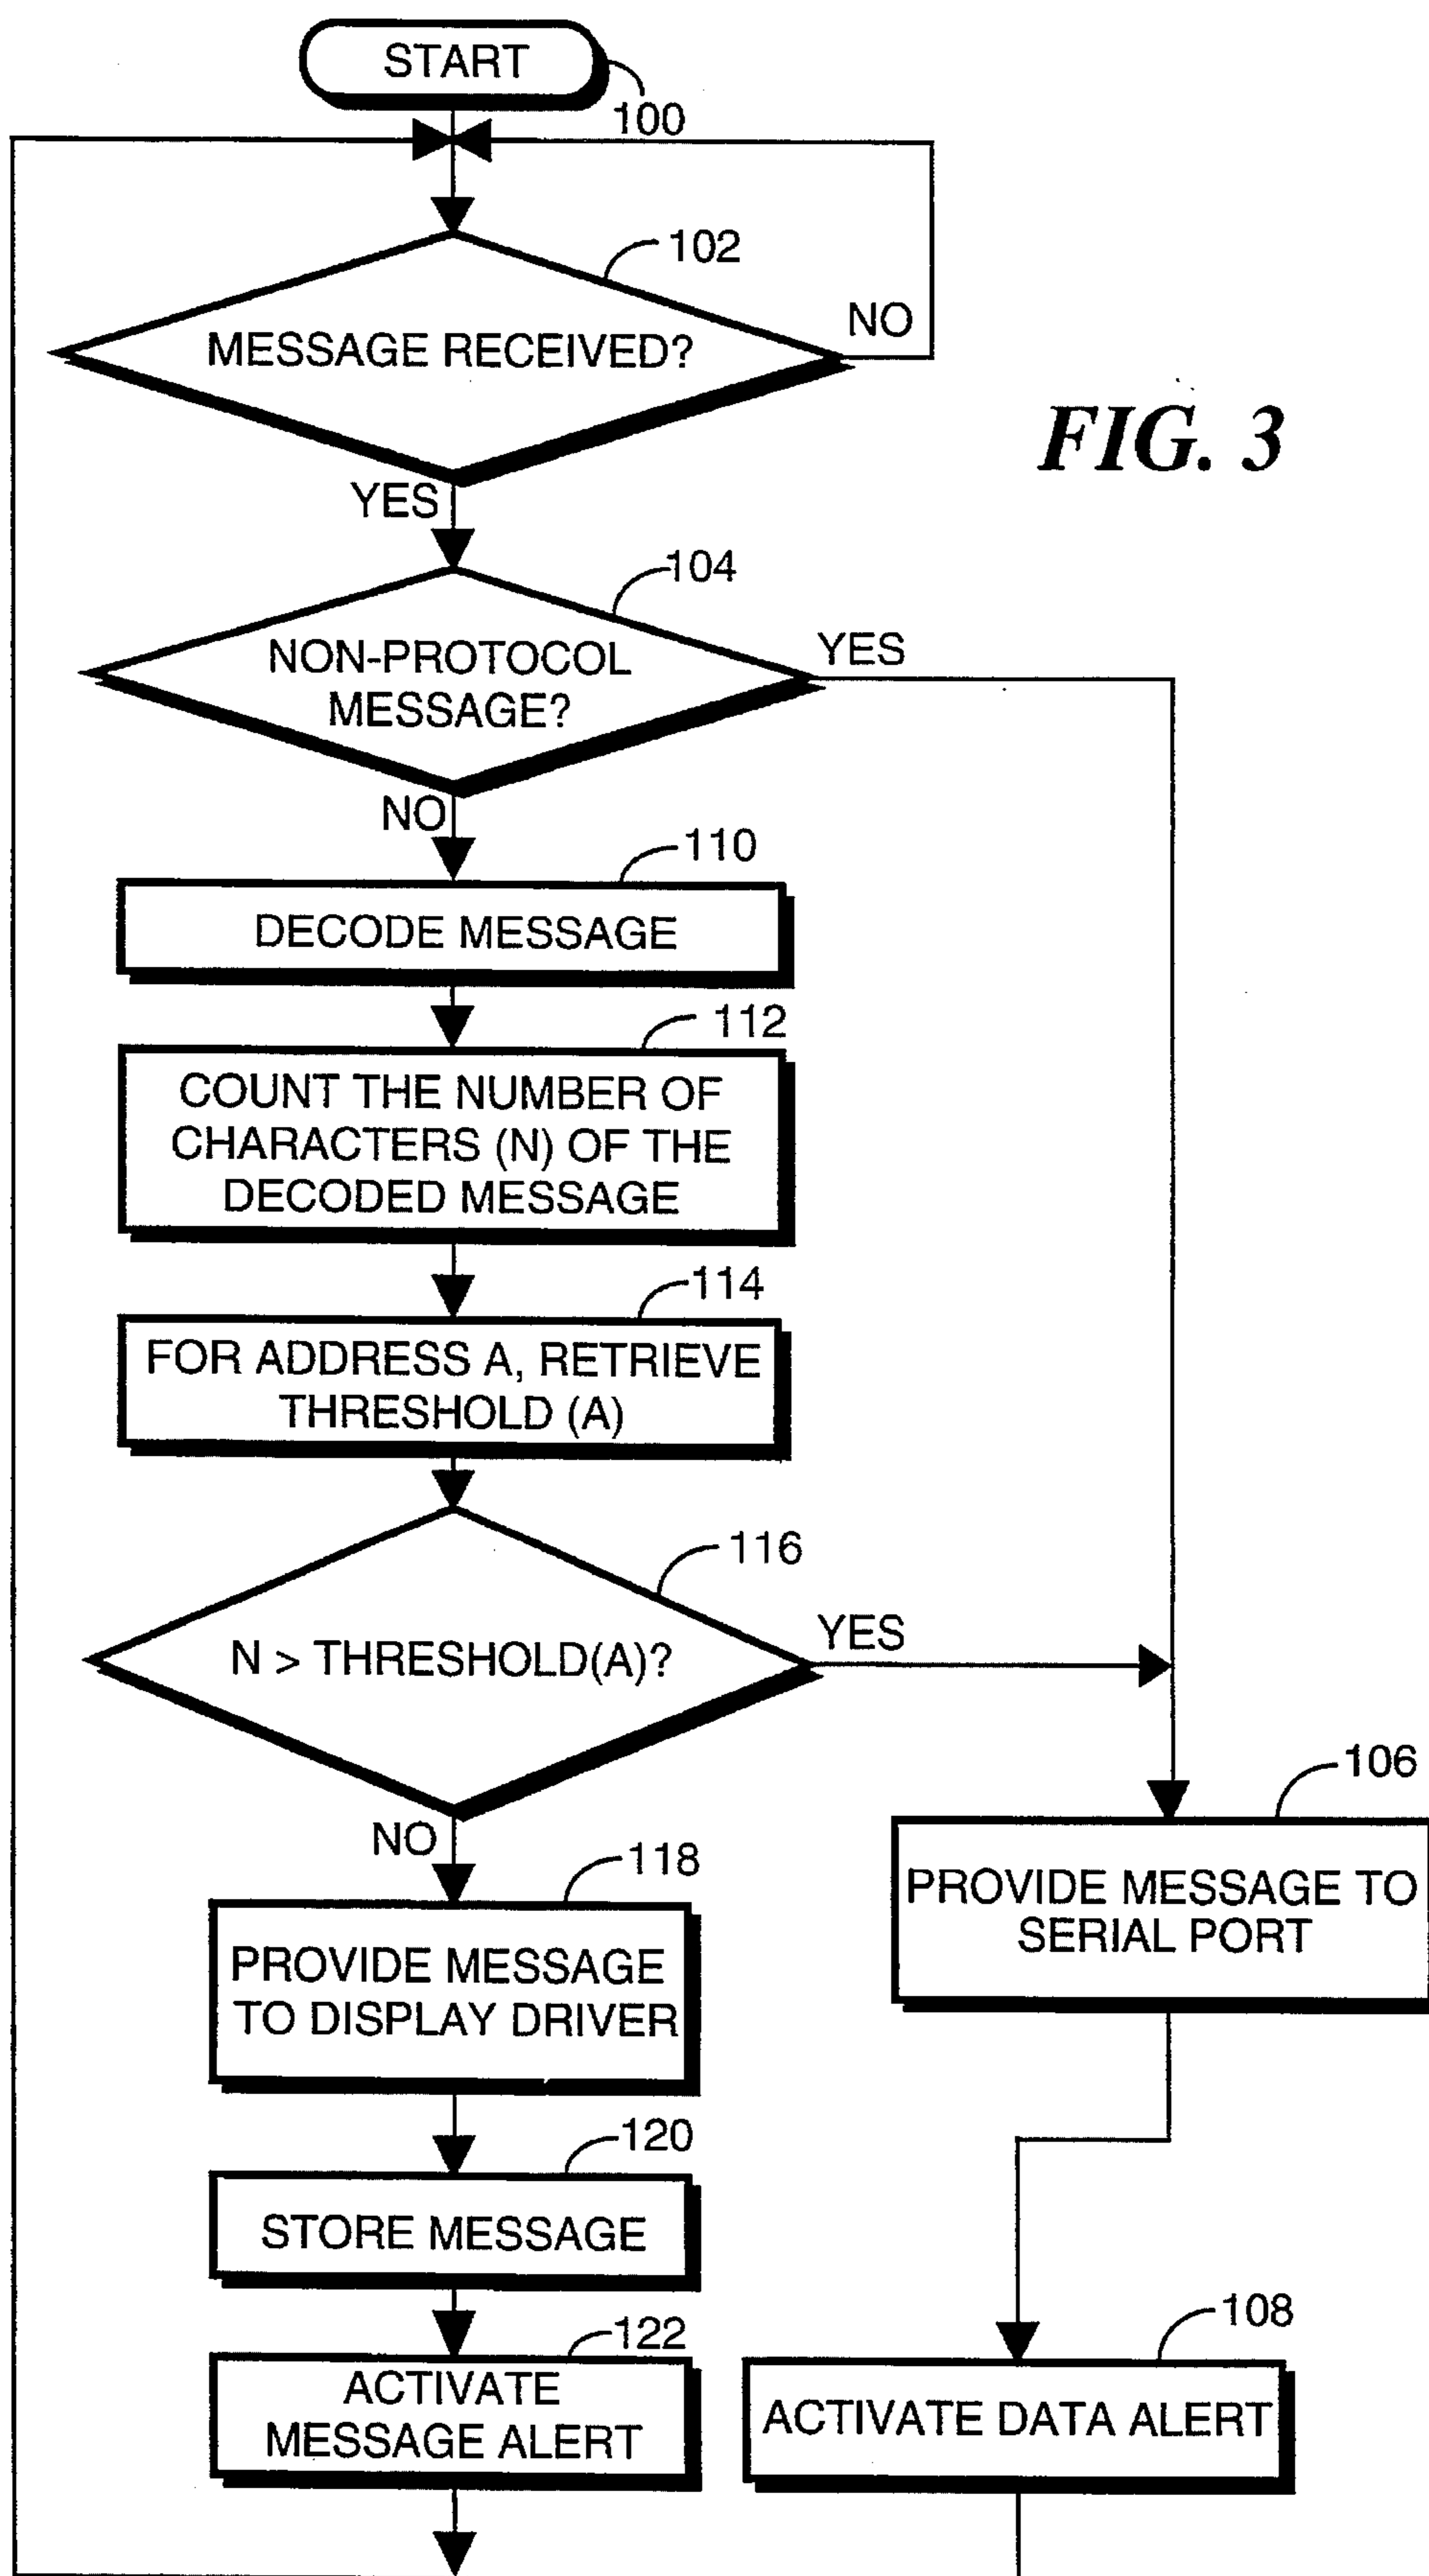 START
100
102
MESSAGE RECEIVED?
NO
FIG. 3
YES
104
NON-PROTOCOL
MESSAGE?
YES
NO
110
DECODE MESSAGE
112
COUNT THE NUMBER OF
CHARACTERS (N) OF THE
DECODED MESSAGE
114
FOR ADDRESS A, RETRIEVE
THRESHOLD (A)
116
N > THRESHOLD(A)?
YES
NO
106
PROVIDE MESSAGE TO
SERIAL PORT
118
PROVIDE MESSAGE
TO DISPLAY DRIVER
120
STORE MESSAGE
122
ACTIVATE
MESSAGE ALERT
108
ACTIVATE DATA ALERT